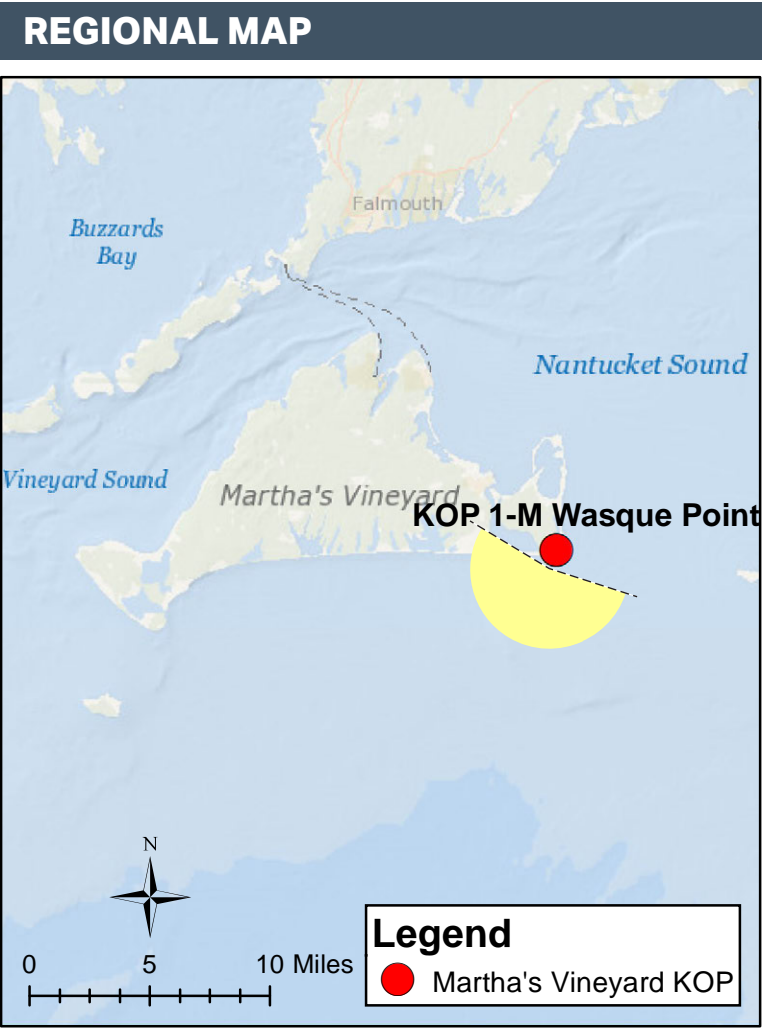 REGIONAL MAP
Falmouth
Buzzards
Bay
Nantucket Sound
Vineyard Sound
Martha's Vineyard
KOP 1-M Wasque Point
N
0 5 10 Miles
Legend
Martha's Vineyard KOP